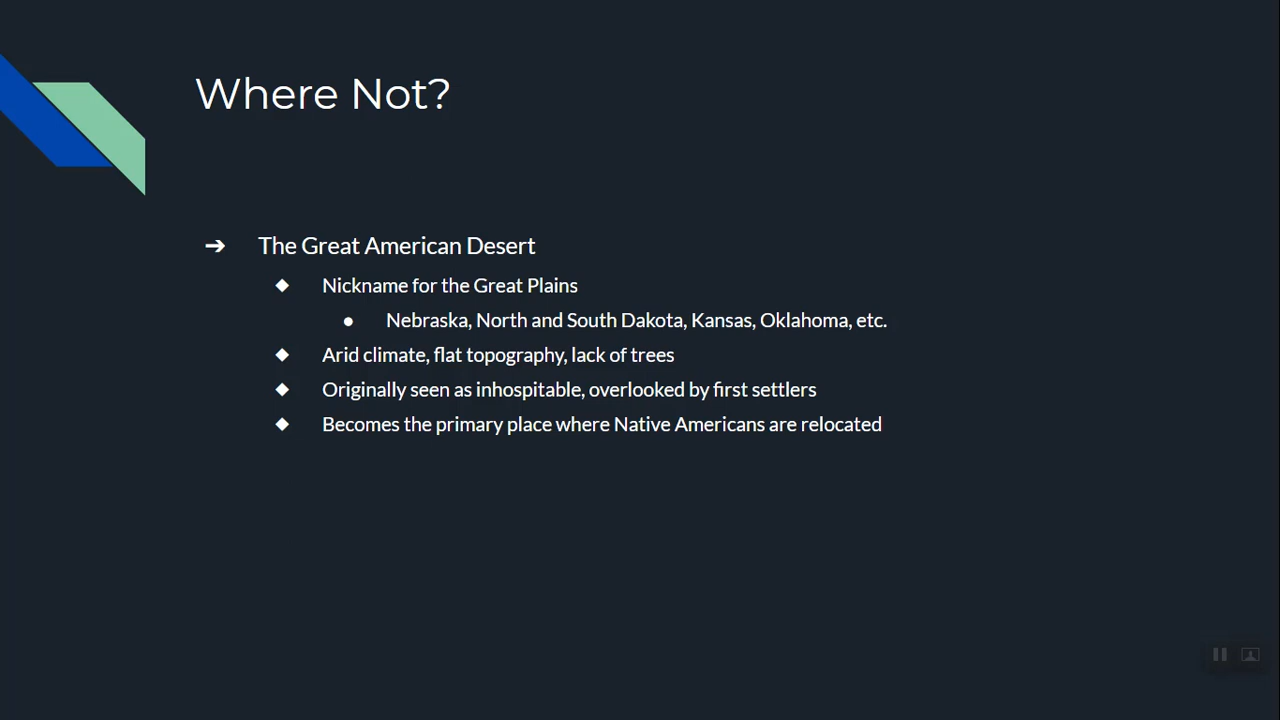 Where Not?
➔ The Great American Desert
◆ Nickname for the Great Plains
● Nebraska, North and South Dakota, Kansas, Oklahoma, etc.
◆ Arid climate, flat topography, lack of trees
◆ Originally seen as inhospitable, overlooked by first settlers
◆ Becomes the primary place where Native Americans are relocated